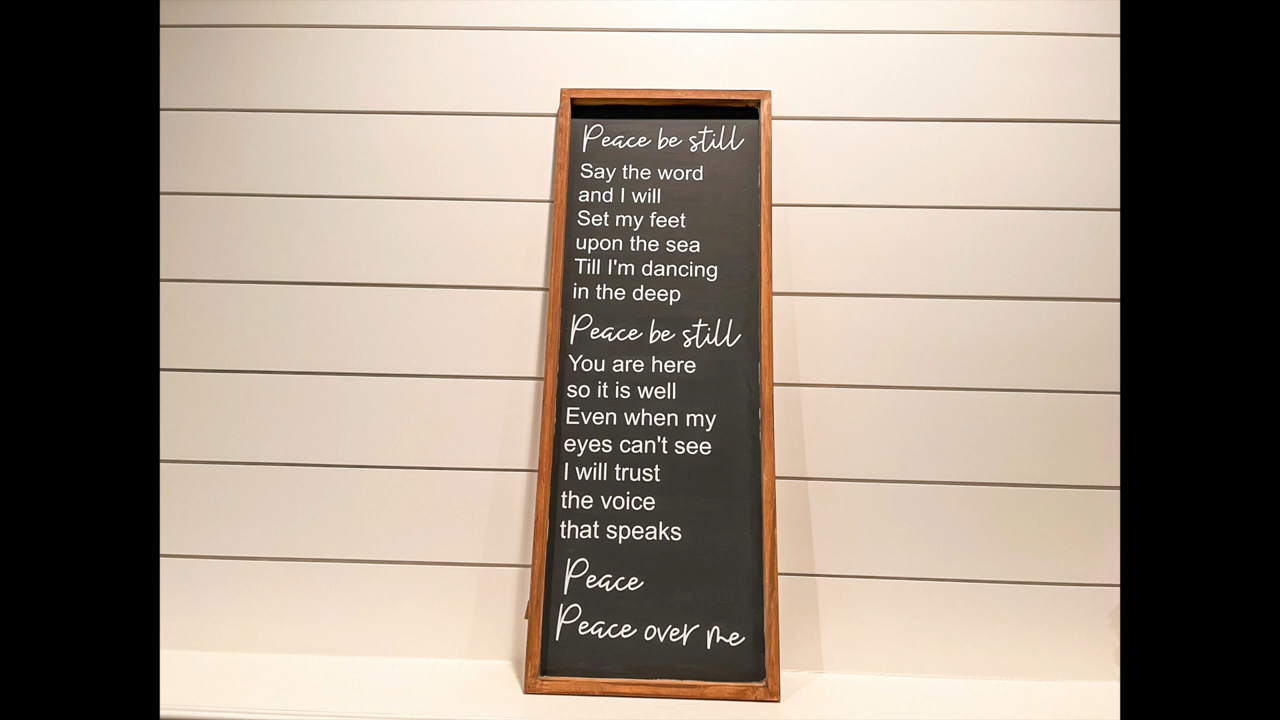 Peace be still
Say the word
and I will
Set my feet
upon the sea
Till I'm dancing
in the deep
Peace be still
You are here
so it is well
Even when my
eyes can't see
I will trust
the voice
that speaks
Peace
Peace over me